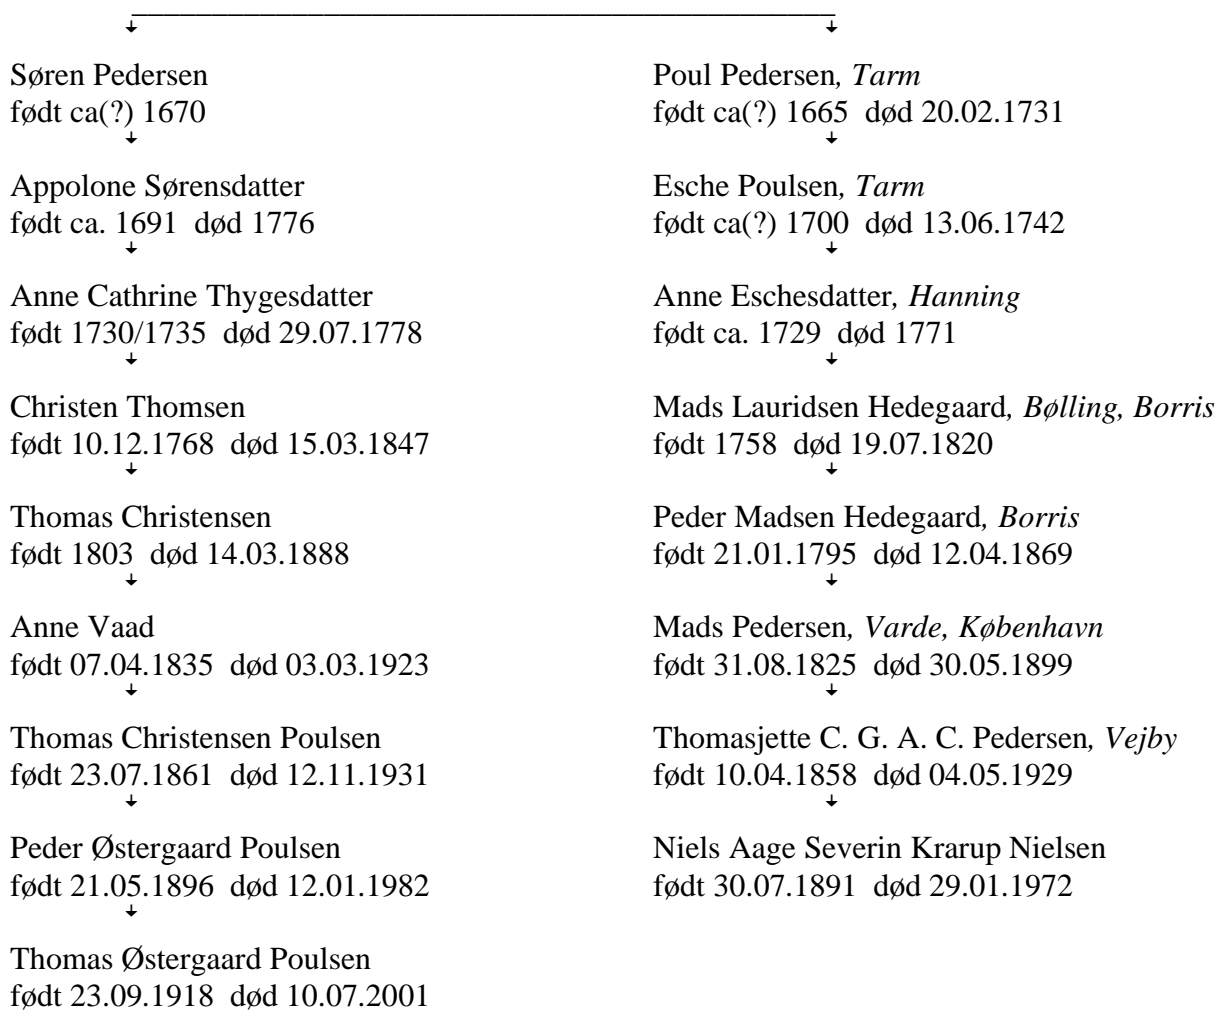 Søren Pedersen
født ca(?) 1670
Appolone Sørensdatter
født ca. 1691 død 1776
Anne Cathrine Thygesdatter
født 1730/1735 død 29.07.1778
Christen Thomsen
født 10.12.1768 død 15.03.1847
Thomas Christensen
født 1803 død 14.03.1888
Anne Vaad
født 07.04.1835 død 03.03.1923
Thomas Christensen Poulsen
født 23.07.1861 død 12.11.1931
Peder Østergaard Poulsen
født 21.05.1896 død 12.01.1982
Thomas Østergaard Poulsen
født 23.09.1918 død 10.07.2001
Poul Pedersen, Tarm
født ca(?) 1665 død 20.02.1731
Esche Poulsen, Tarm
født ca(?) 1700 død 13.06.1742
Anne Eschesdatter, Hanning
født ca. 1729 død 1771
Mads Lauridsen Hedegaard, Bølling, Borris
født 1758 død 19.07.1820
Peder Madsen Hedegaard, Borris
født 21.01.1795 død 12.04.1869
Mads Pedersen, Varde, København
født 31.08.1825 død 30.05.1899
Thomasjette C. G. A. C. Pedersen, Vejby
født 10.04.1858 død 04.05.1929
Niels Aage Severin Krarup Nielsen
født 30.07.1891 død 29.01.1972